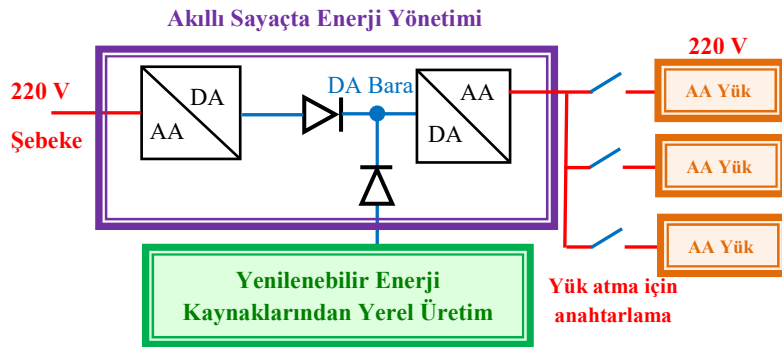 Akıllı Sayaçta Enerji Yönetimi
220 V
Şebeke
AA
DA
DA Bara
DA
AA
220 V
AA Yük
AA Yük
AA Yük
Yenilenebilir Enerji
Kaynaklarından Yerel Üretim
Yük atma için
anahtarlama